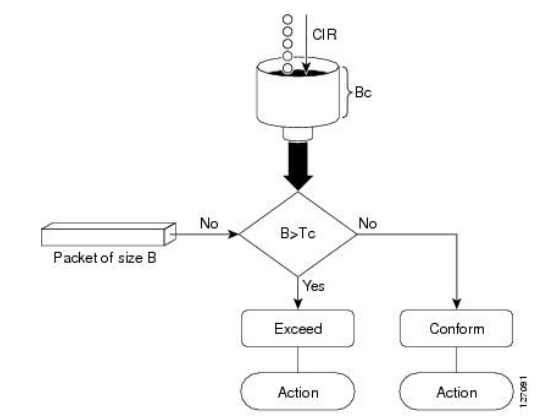 CIR
Bc
No
B>Tc
No
Packet of size B
Yes
Exceed
Conform
Action
Action
127091